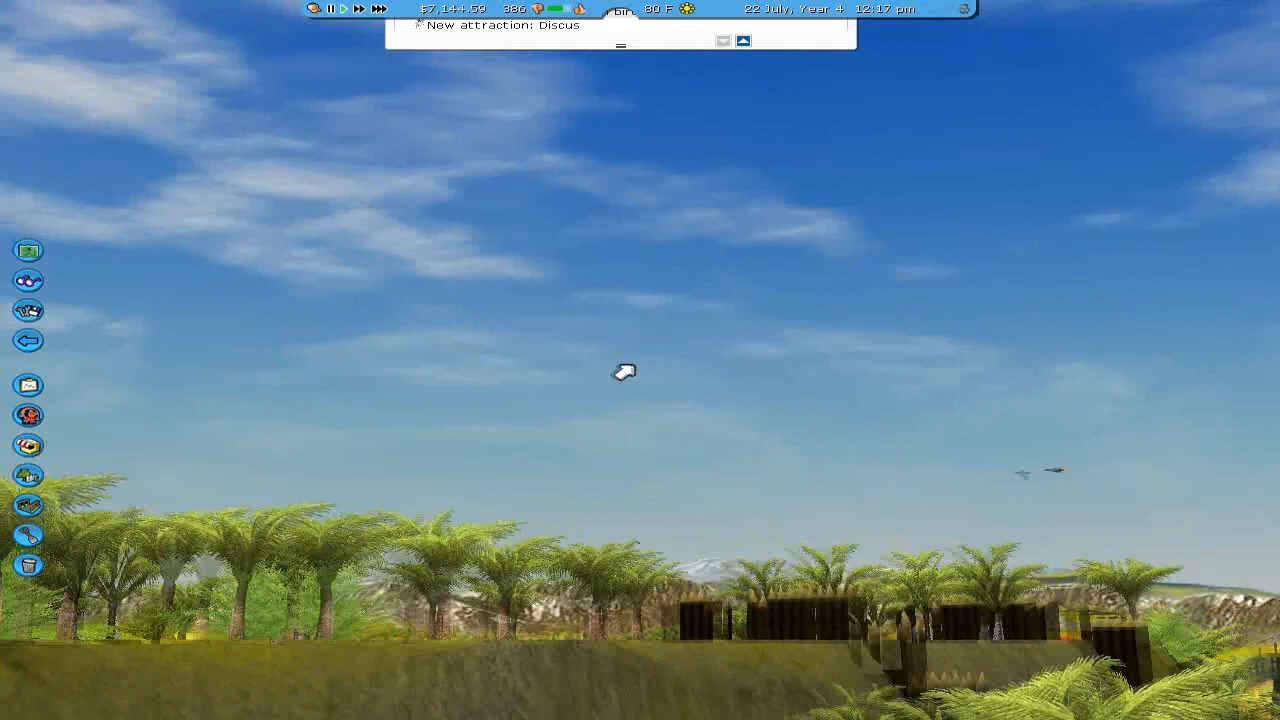 $7,144.59 386 80 F 22 July, Year 4 12:17 pm
New attraction: Discus